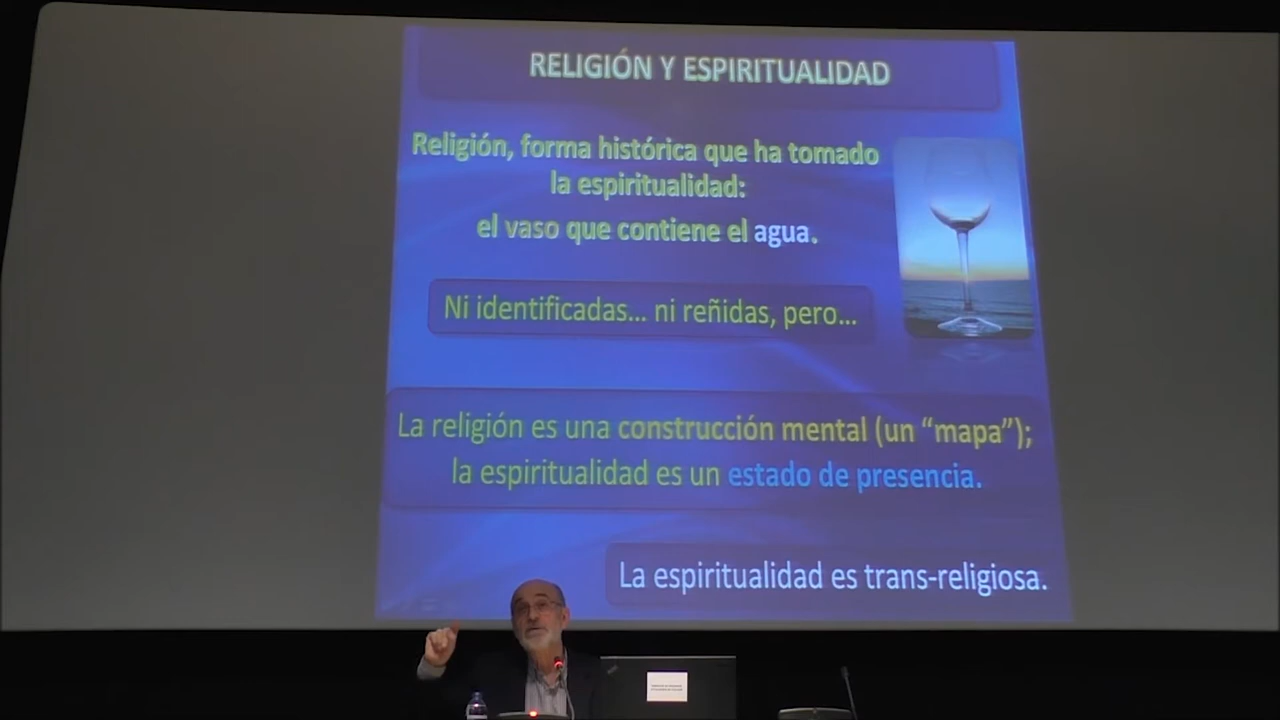 RELIGIÓN Y ESPIRITUALIDAD
Religión, forma histórica que ha tomado
la espiritualidad:
el vaso que contiene el agua.
Ni identificadas... ni reñidas, pero...
La religión es una construcción mental (un “mapa”);
la espiritualidad es un estado de presencia.
La espiritualidad es trans-religiosa.